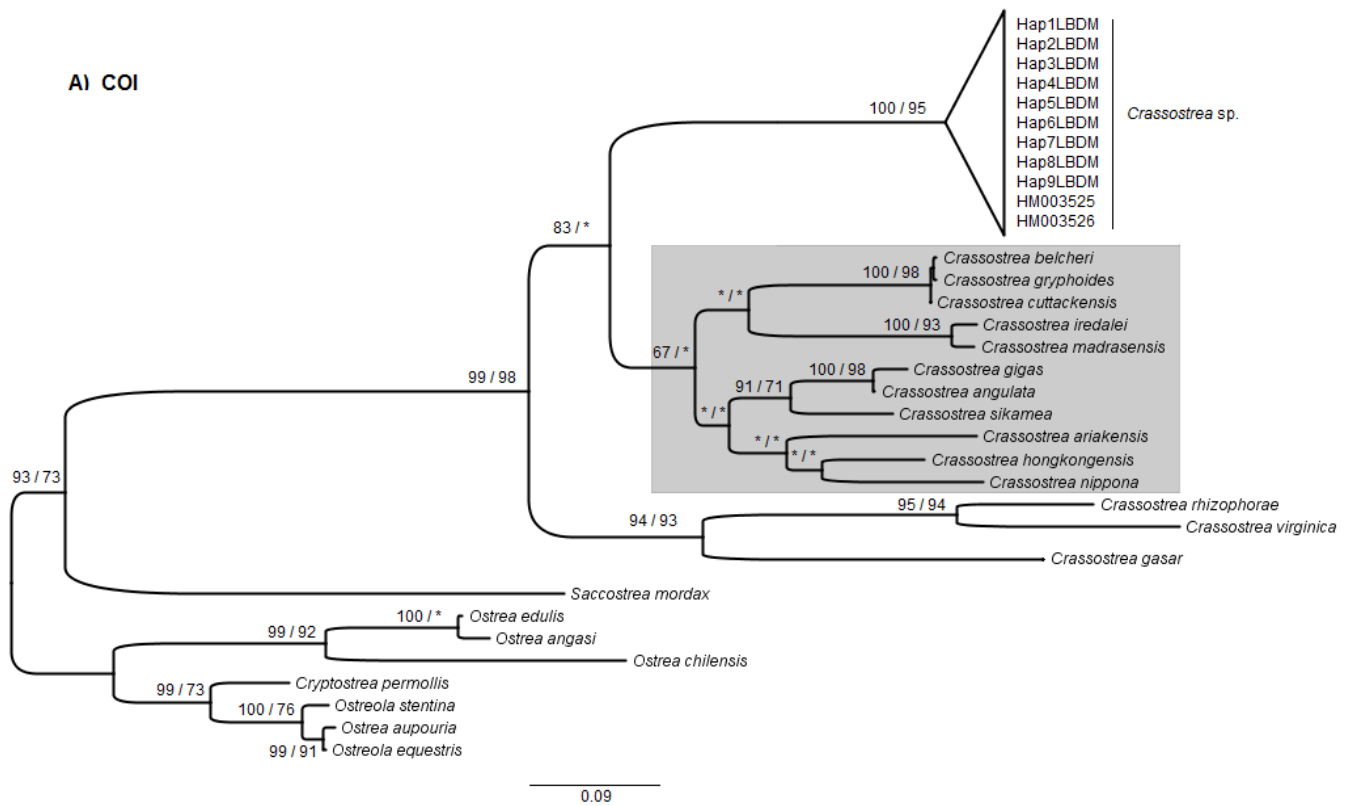 A) COI
100 / 95
Hap1LBDM
Hap2LBDM
Hap3LBDM
Hap4LBDM
Hap5LBDM
Hap6LBDM
Hap7LBDM
Hap8LBDM
Hap9LBDM
HM003525
HM003526
Crassostrea sp.
83 / *
100 / 98
Crassostrea belcheri
Crassostrea gryphoides
Crassostrea cuttackensis
* / *
100 / 93
Crassostrea iredalei
Crassostrea madrasensis
67 / *
100 / 98
Crassostrea gigas
91 / 71
Crassostrea angulata
Crassostrea sikamea
* / *
* / *
Crassostrea ariakensis
* / *
Crassostrea hongkongensis
Crassostrea nippona
99 / 98
95 / 94
Crassostrea rhizophorae
94 / 93
Crassostrea virginica
Crassostrea gasar
93 / 73
Saccostrea mordax
100 / *
Ostrea edulis
99 / 92
Ostrea angasi
Ostrea chilensis
99 / 73
Cryptostrea permollis
100 / 76
Ostreola stentina
Ostrea aupouria
99 / 91
Ostreola equestris
0.09